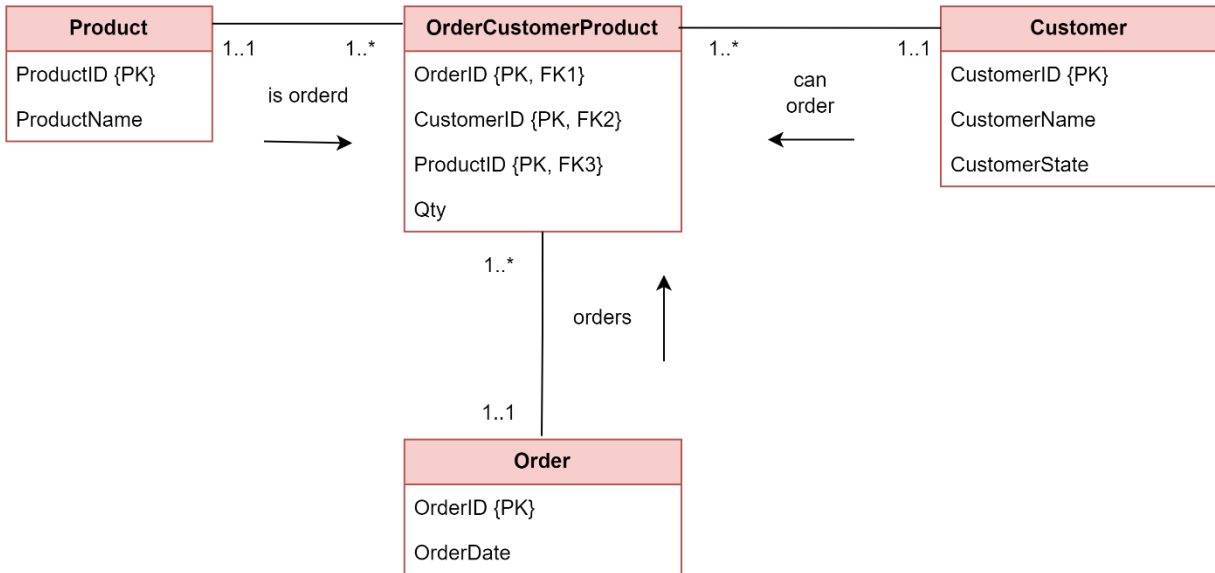 Product
ProductID {PK}
ProductName
1..1
1..*
is orderd
OrderCustomerProduct
OrderID {PK, FK1}
CustomerID {PK, FK2}
ProductID {PK, FK3}
Qty
1..*
1..1
can
order
Customer
CustomerID {PK}
CustomerName
CustomerState
1..*
orders
1..1
Order
OrderID {PK}
OrderDate